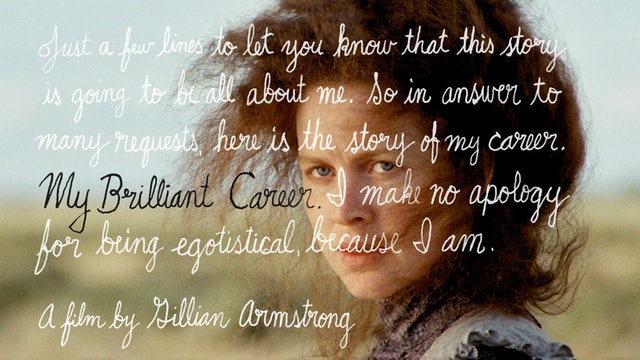 Just a few lines to let you know that this story
is going to be all about me. So in answer to
many requests, here is the story of my career.
My Brilliant Career. I make no apology
for being egotistical, because I am.
A film by Gillian Armstrong